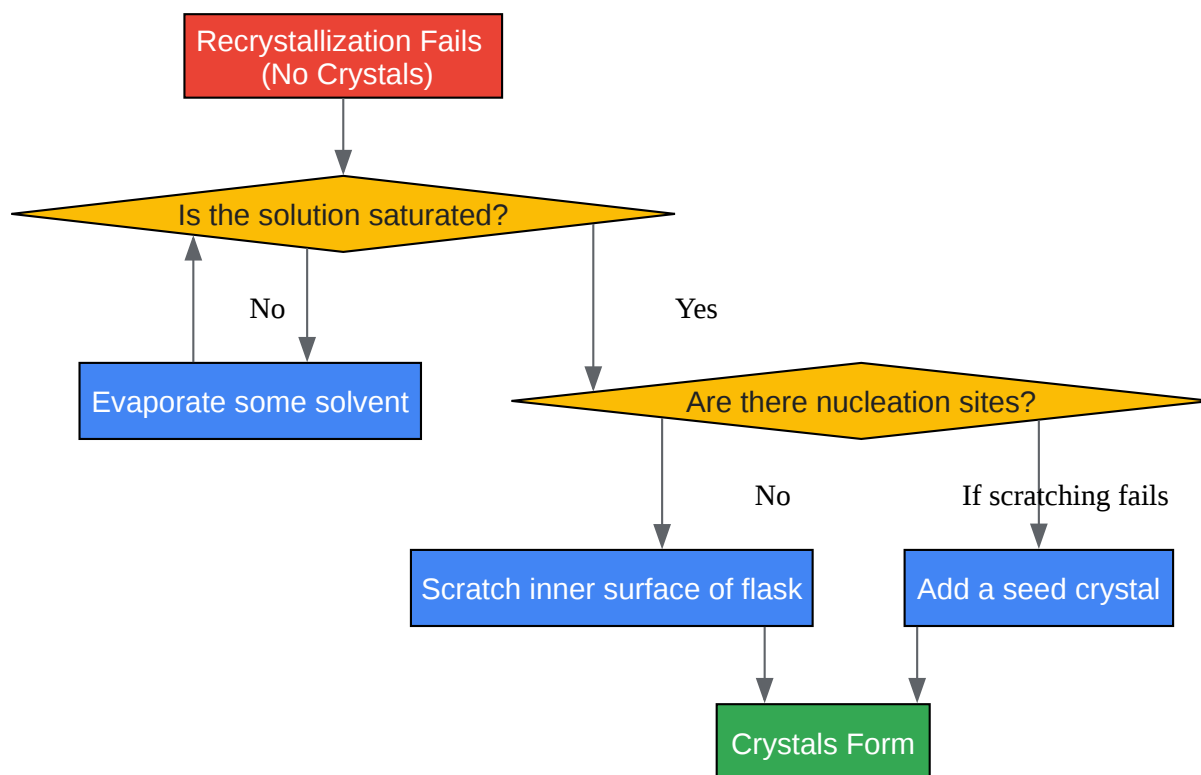 Recrystallization Fails
(No Crystals)
Is the solution saturated?
No
Yes
Evaporate some solvent
Are there nucleation sites?
No
If scratching fails
Scratch inner surface of flask
Add a seed crystal
Crystals Form